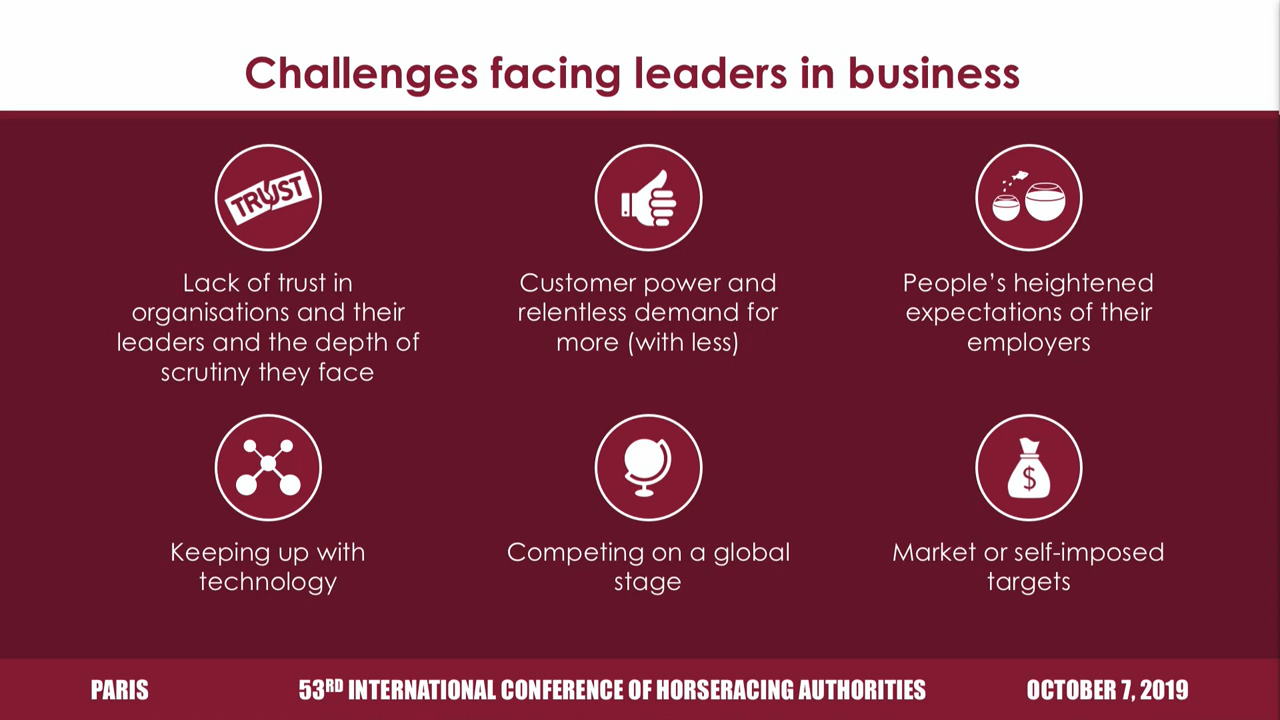 Challenges facing leaders in business
TRUST
Lack of trust in
organisations and their
leaders and the depth of
scrutiny they face
Customer power and
relentless demand for
more (with less)
People’s heightened
expectations of their
employers
Keeping up with
technology
Competing on a global
stage
$
Market or self-imposed
targets
PARIS
53RD INTERNATIONAL CONFERENCE OF HORSERACING AUTHORITIES
OCTOBER 7, 2019